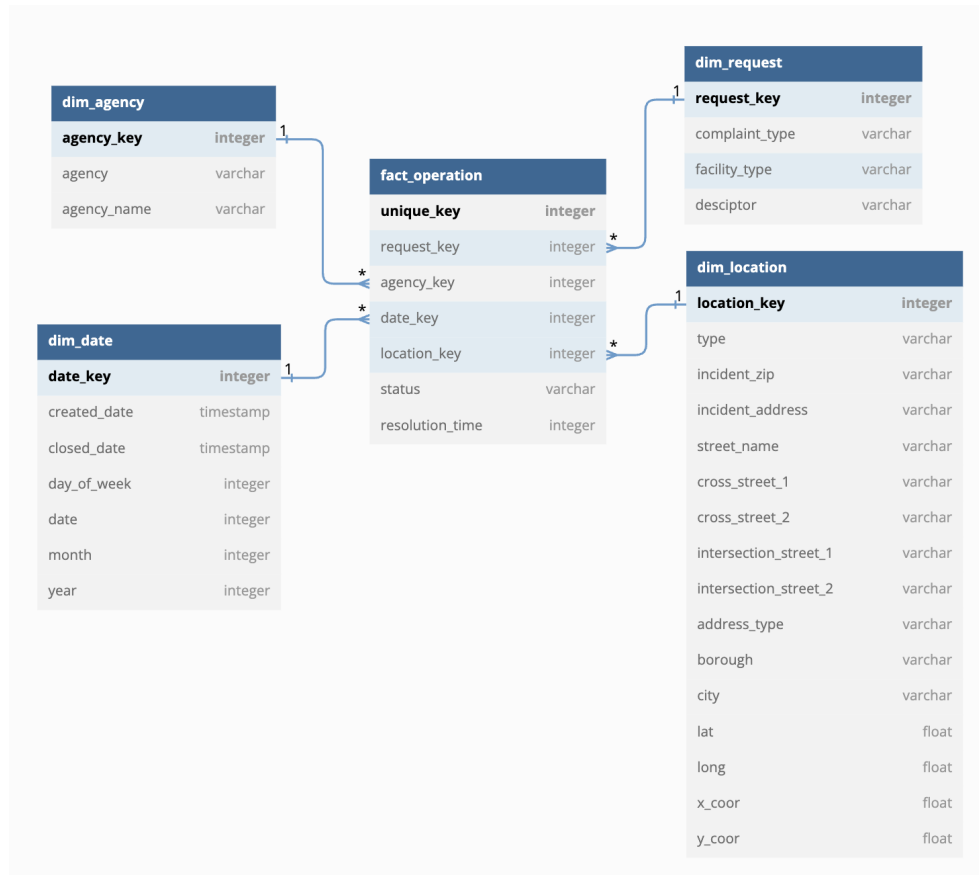 dim_agency
agency_key integer
agency varchar
agency_name varchar
1
*
dim_date
date_key integer
created_date timestamp
closed_date timestamp
day_of_week integer
date integer
month integer
year integer
1
*
fact_operation
unique_key integer
request_key integer
agency_key integer
date_key integer
location_key integer
status varchar
resolution_time integer
*
1
dim_request
request_key integer
complaint_type varchar
facility_type varchar
desciptor varchar
*
1
dim_location
location_key integer
type varchar
incident_zip varchar
incident_address varchar
street_name varchar
cross_street_1 varchar
cross_street_2 varchar
intersection_street_1 varchar
intersection_street_2 varchar
address_type varchar
borough varchar
city varchar
lat float
long float
x_coor float
y_coor float